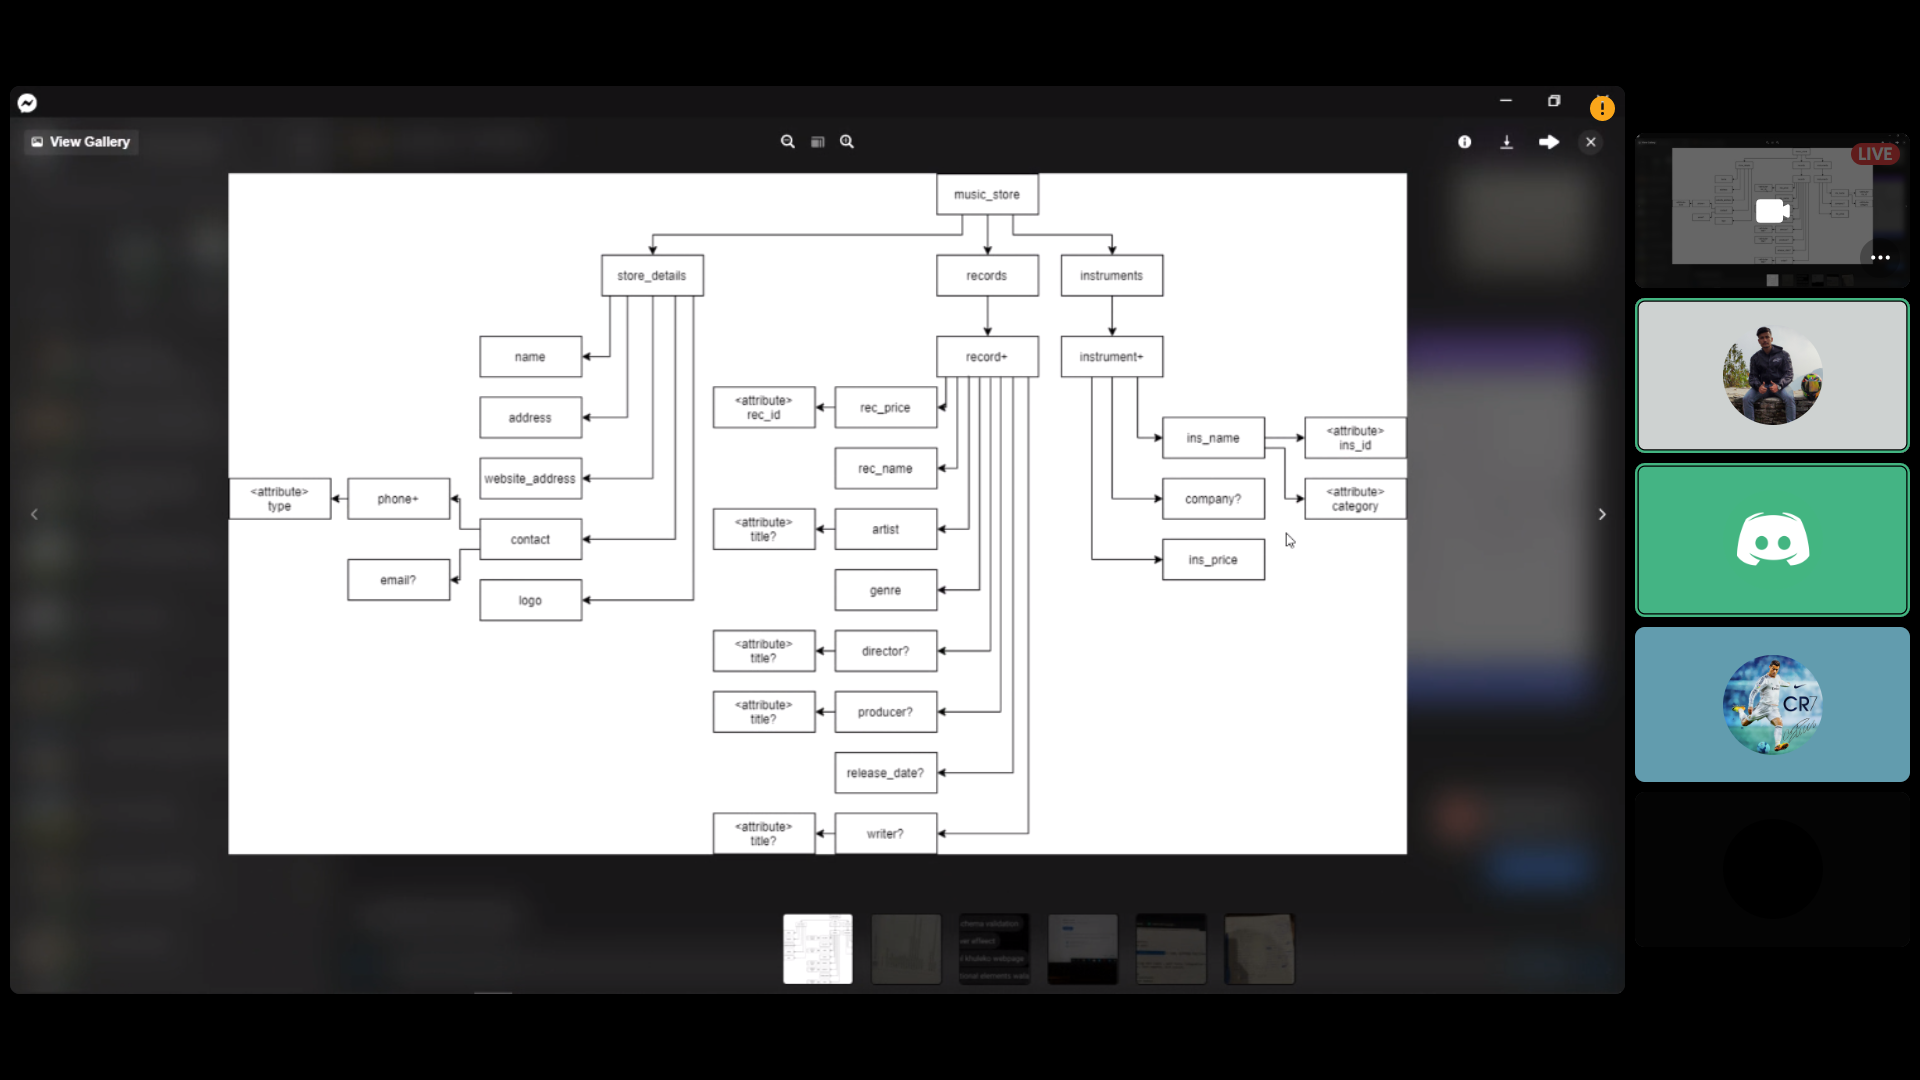 View Gallery
LIVE
music_store
store_details
records
instruments
name
record+
instrument+
address
<attribute>
rec_id
rec_price
website_address
rec_name
ins_name
<attribute>
ins_id
<attribute>
type
phone+
company?
<attribute>
category
contact
<attribute>
title?
artist
email?
ins_price
logo
genre
<attribute>
title?
director?
<attribute>
title?
producer?
release_date?
<attribute>
title?
writer?
CR7